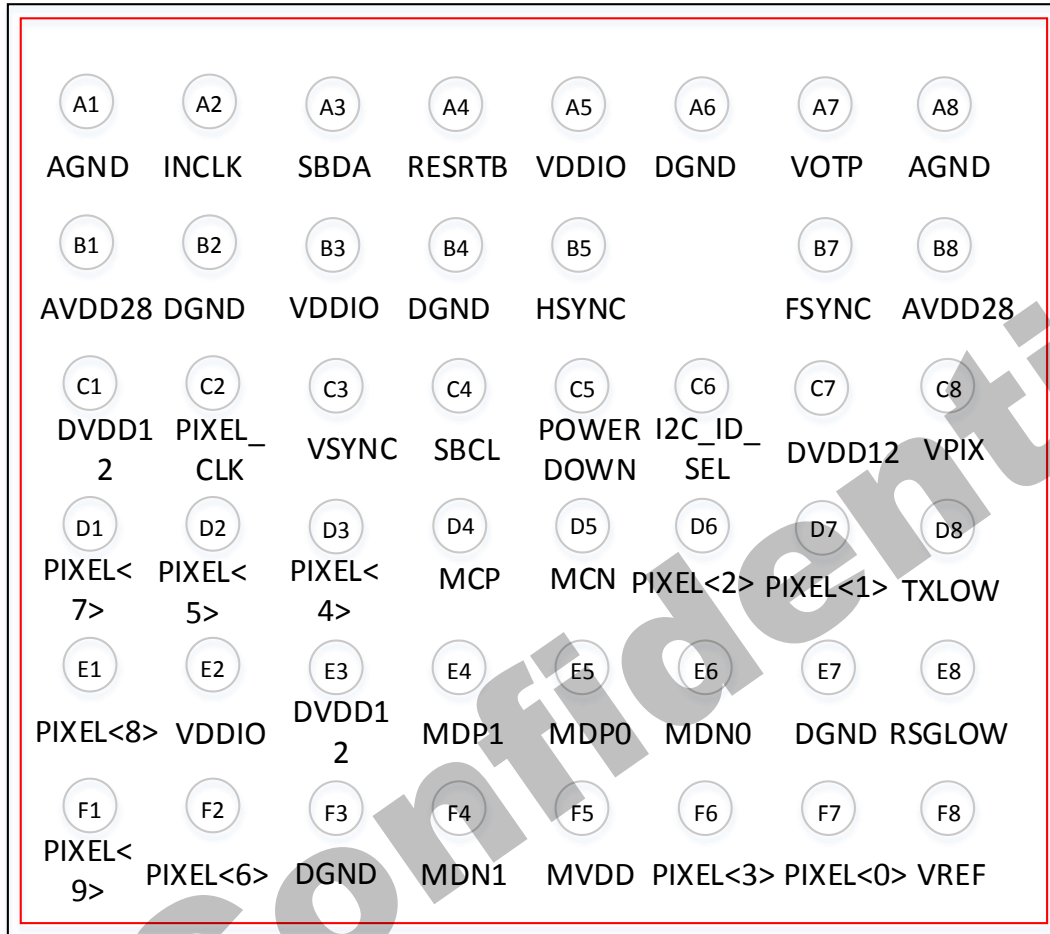 A1 A2 A3 A4 A5 A6 A7 A8
AGND INCLK SBDA RESRTB VDDIO DGND VOTP AGND
B1 B2 B3 B4 B5 B7 B8
AVDD28 DGND VDDIO DGND HSYNC FSYNC AVDD28
C1 C2 C3 C4 C5 C6 C7 C8
DVDD1 PIXEL_ VSYNC SBCL POWER I2C_ID_ DVDD12 VPIX
2 CLK DOWN SEL
D1 D2 D3 D4 D5 D6 D7 D8
PIXEL< PIXEL< PIXEL< MCP MCN PIXEL<2> PIXEL<1> TXLOW
7> 5> 4>
E1 E2 E3 E4 E5 E6 E7 E8
PIXEL<8> VDDIO DVDD1 MDP1 MDP0 MDN0 DGND RSGLOW
2
F1 F2 F3 F4 F5 F6 F7 F8
PIXEL< PIXEL<6> DGND MDN1 MVDD PIXEL<3> PIXEL<0> VREF
9>
Confidenti